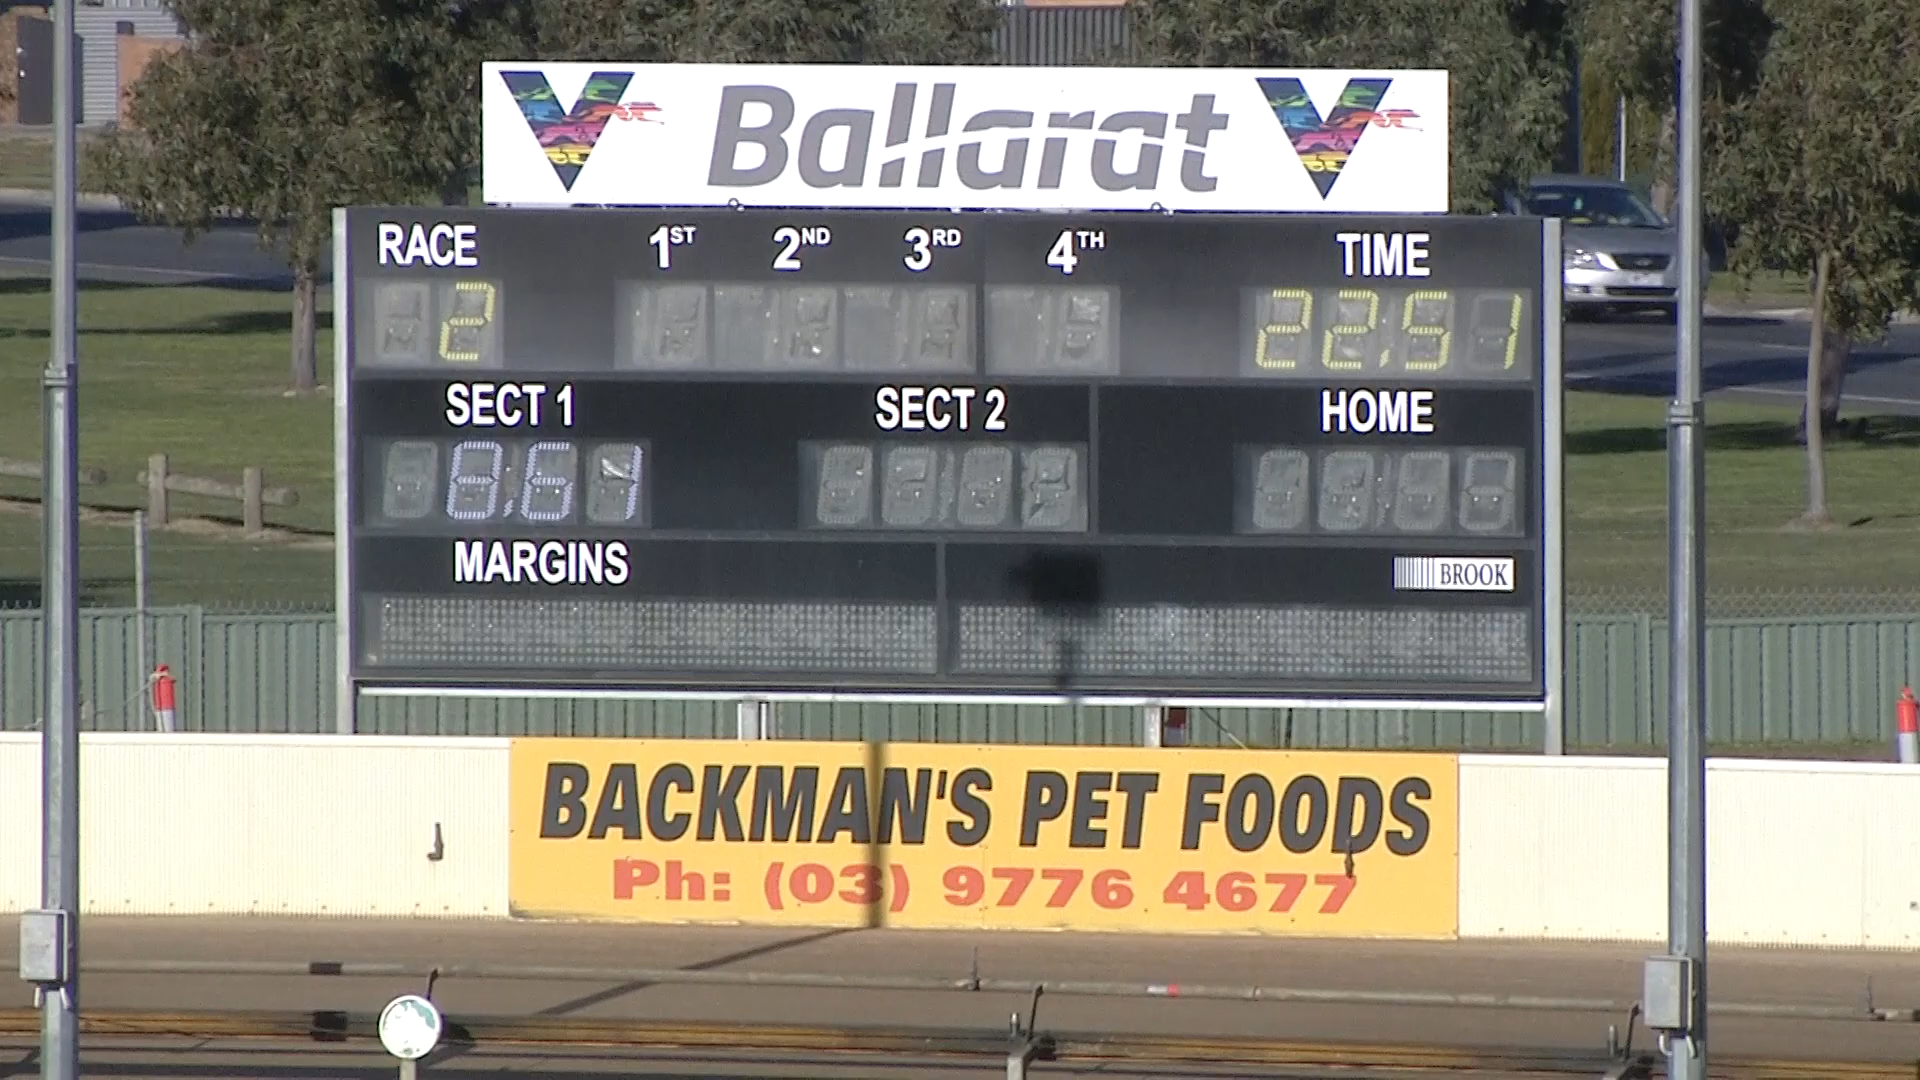 Ballarat
RACE 1ST 2ND 3RD 4TH TIME
2 22.51
SECT 1 SECT 2 HOME
8.61
MARGINS
BROOK
BACKMAN'S PET FOODS
Ph: (03) 9776 4677